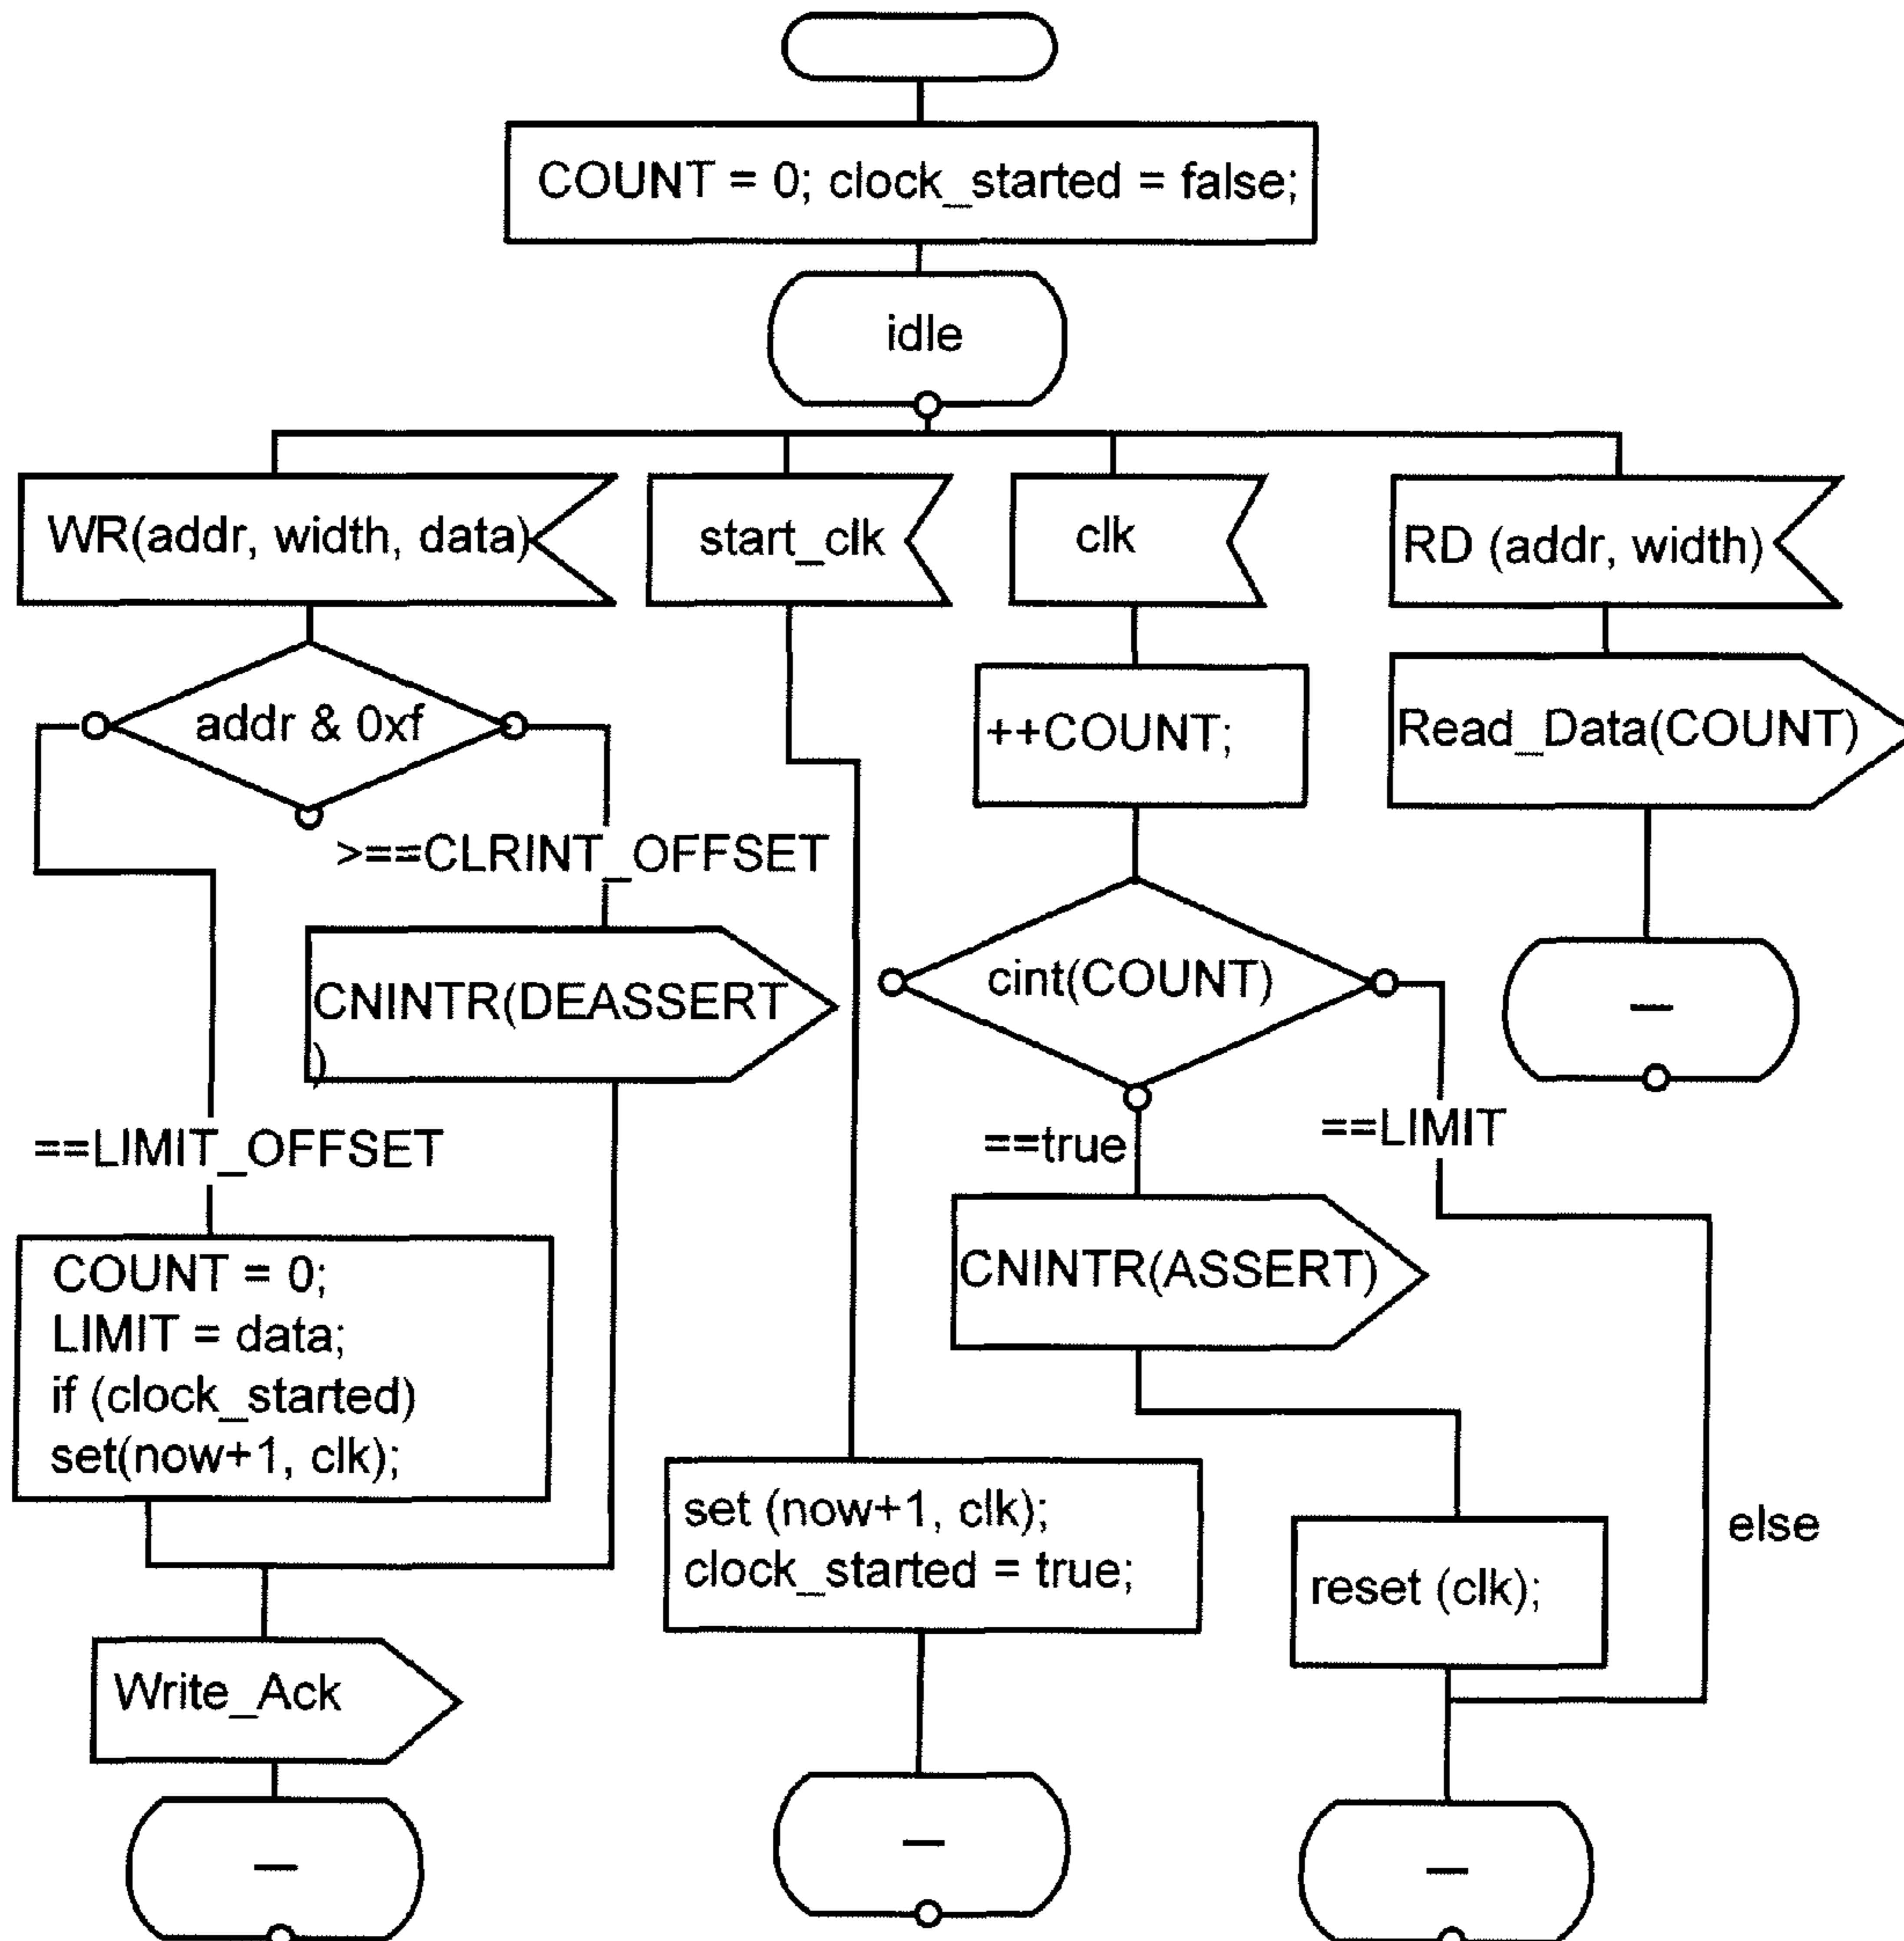 COUNT = 0; clock_started = false;
idle
WR(addr, width, data)
start_clk
clk
RD (addr, width)
addr & 0xf
++COUNT;
Read_Data(COUNT)
>==CLRINT_OFFSET
cint(COUNT)
CNINTR(DEASSERT
)
—
==LIMIT_OFFSET
==true
==LIMIT
COUNT = 0;
LIMIT = data;
if (clock_started)
set(now+1, clk);
CNINTR(ASSERT)
set (now+1, clk);
clock_started = true;
reset (clk);
else
Write_Ack
—
—
—